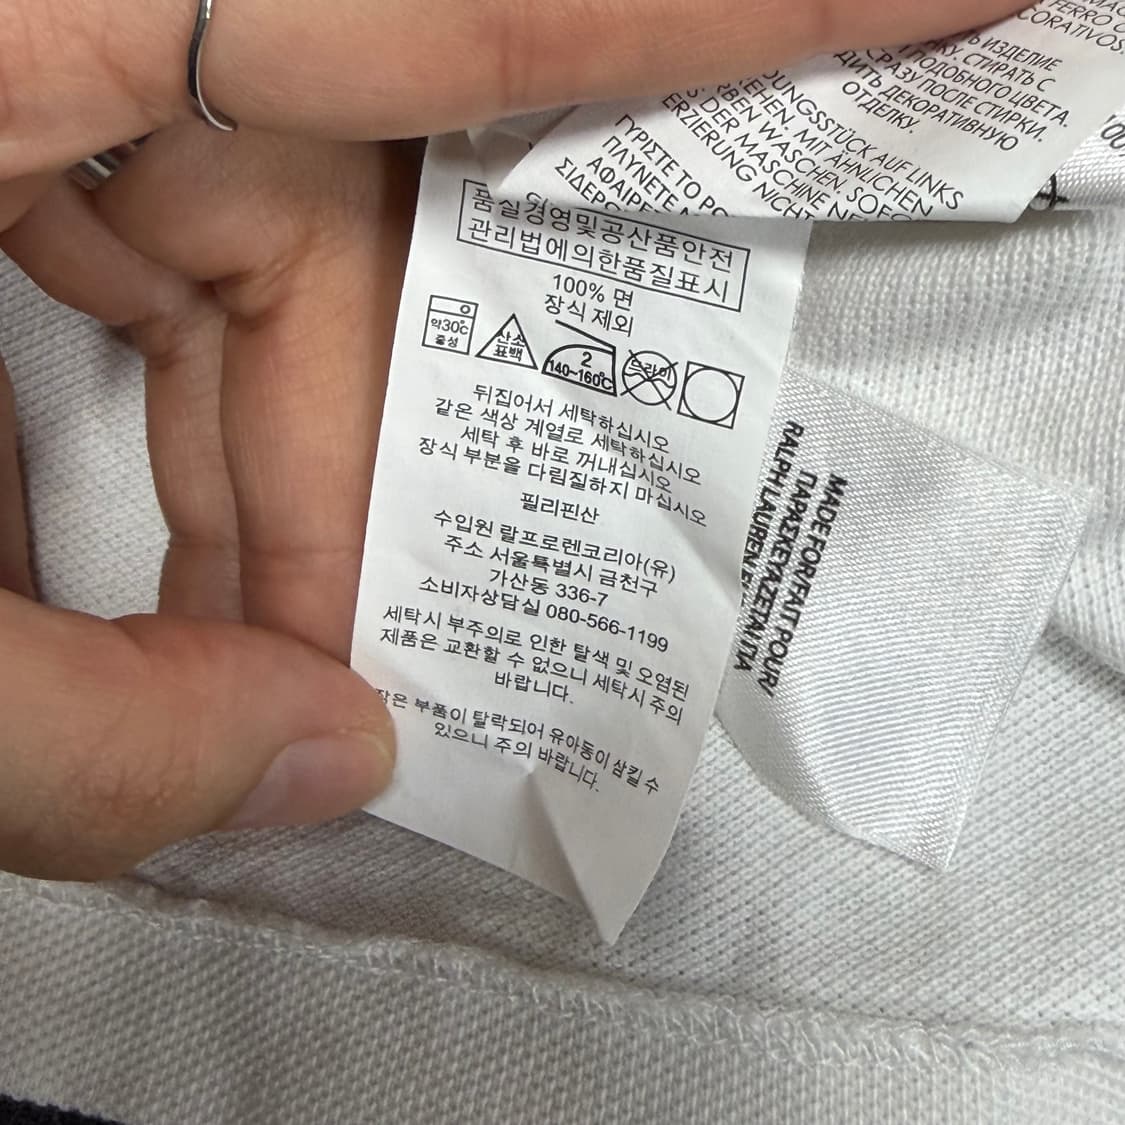 품질경영및공산품안전
관리법에의한품질표시
100% 면
장식 제외
약30℃
중성
산소
표백
2
140~160℃
드라이
뒤집어서 세탁하십시오
같은 색상 계열로 세탁하십시오
세탁 후 바로 꺼내십시오
장식 부분을 다림질하지 마십시오
필리핀산
수입원 랄프로렌코리아(유)
주소 서울특별시 금천구
가산동 336-7
소비자상담실 080-566-1199
세탁시 부주의로 인한 탈색 및 오염된
제품은 교환할 수 없으니 세탁시 주의
바랍니다.
작은 부품이 탈락되어 유아동이 삼킬 수
있으니 주의 바랍니다.
FERRO
CORATIVOS.
ИЗДЕЛИЕ
СТИРАТЬ С
ПОДОБНОГО ЦВЕТА.
СРАЗУ ПОСЛЕ СТИРКИ.
ДЕКОРАТИВНУЮ
ОТДЕЛКУ.
AUF LINKS
MIT ÄHNLICHEN
WASCHEN.
DER MASCHINE
NICHT
ΓΥΡΙΣΤΕ ΤΟ
ΠΛΥΝΕΤΕ
MADE FOR/FAIT POUR/
ΠΑΡΑΣΚΕΥΑΖΕΤΑΙ ΓΙΑ
RALPH LAUREN